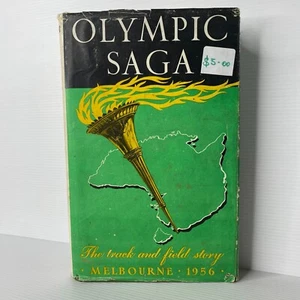 OLYMPIC
SAGA
$5-00
The track and field story
MELBOURNE · 1956